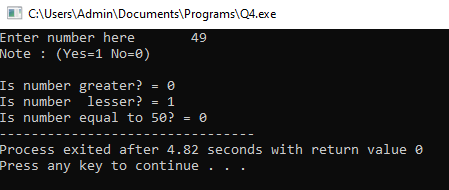 C:\Users\Admin\Documents\Programs\Q4.exe
Enter number here       49
Note : (Yes=1 No=0)
Is number greater? = 0
Is number  lesser? = 1
Is number equal to 50? = 0
--------------------------------
Process exited after 4.82 seconds with return value 0
Press any key to continue . . .